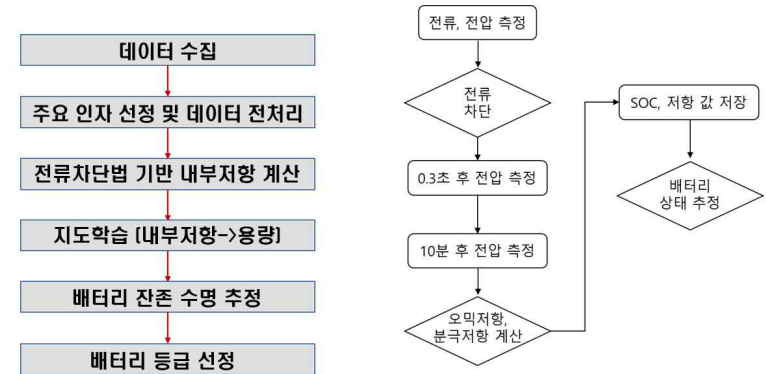 데이터 수집
주요 인자 선정 및 데이터 전처리
전류차단법 기반 내부저항 계산
지도학습 (내부저항->용량)
배터리 잔존 수명 추정
배터리 등급 선정
전류, 전압 측정
전류
차단
0.3초 후 전압 측정
10분 후 전압 측정
오믹저항,
분극저항 계산
SOC, 저항 값 저장
배터리
상태 추정